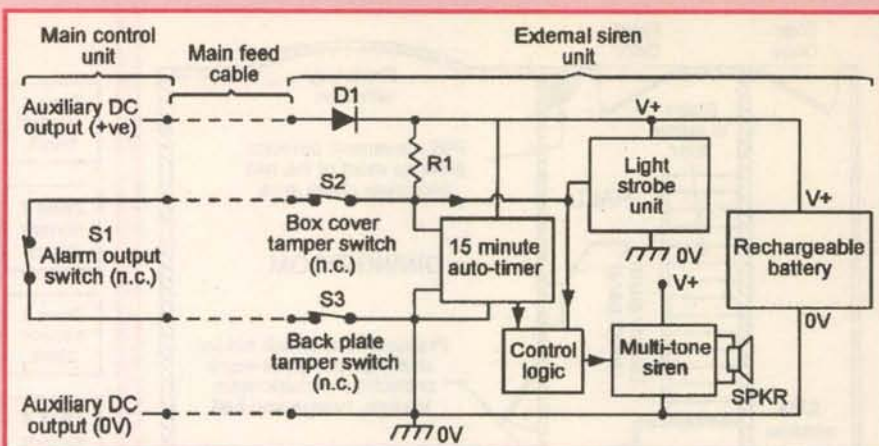 Main control
unit
Main feed
cable
External siren
unit
Auxiliary DC
output (+ve)
D1
V+
R1
S2
Light
strobe
unit
S1
Alarm output
switch (n.c.)
Box cover
tamper switch
(n.c.)
15 minute
auto-timer
0V
V+
Rechargeable
battery
V+
S3
Back plate
tamper switch
(n.c.)
Control
logic
Multi-tone
siren
0V
SPKR
Auxiliary DC
output (0V)
0V